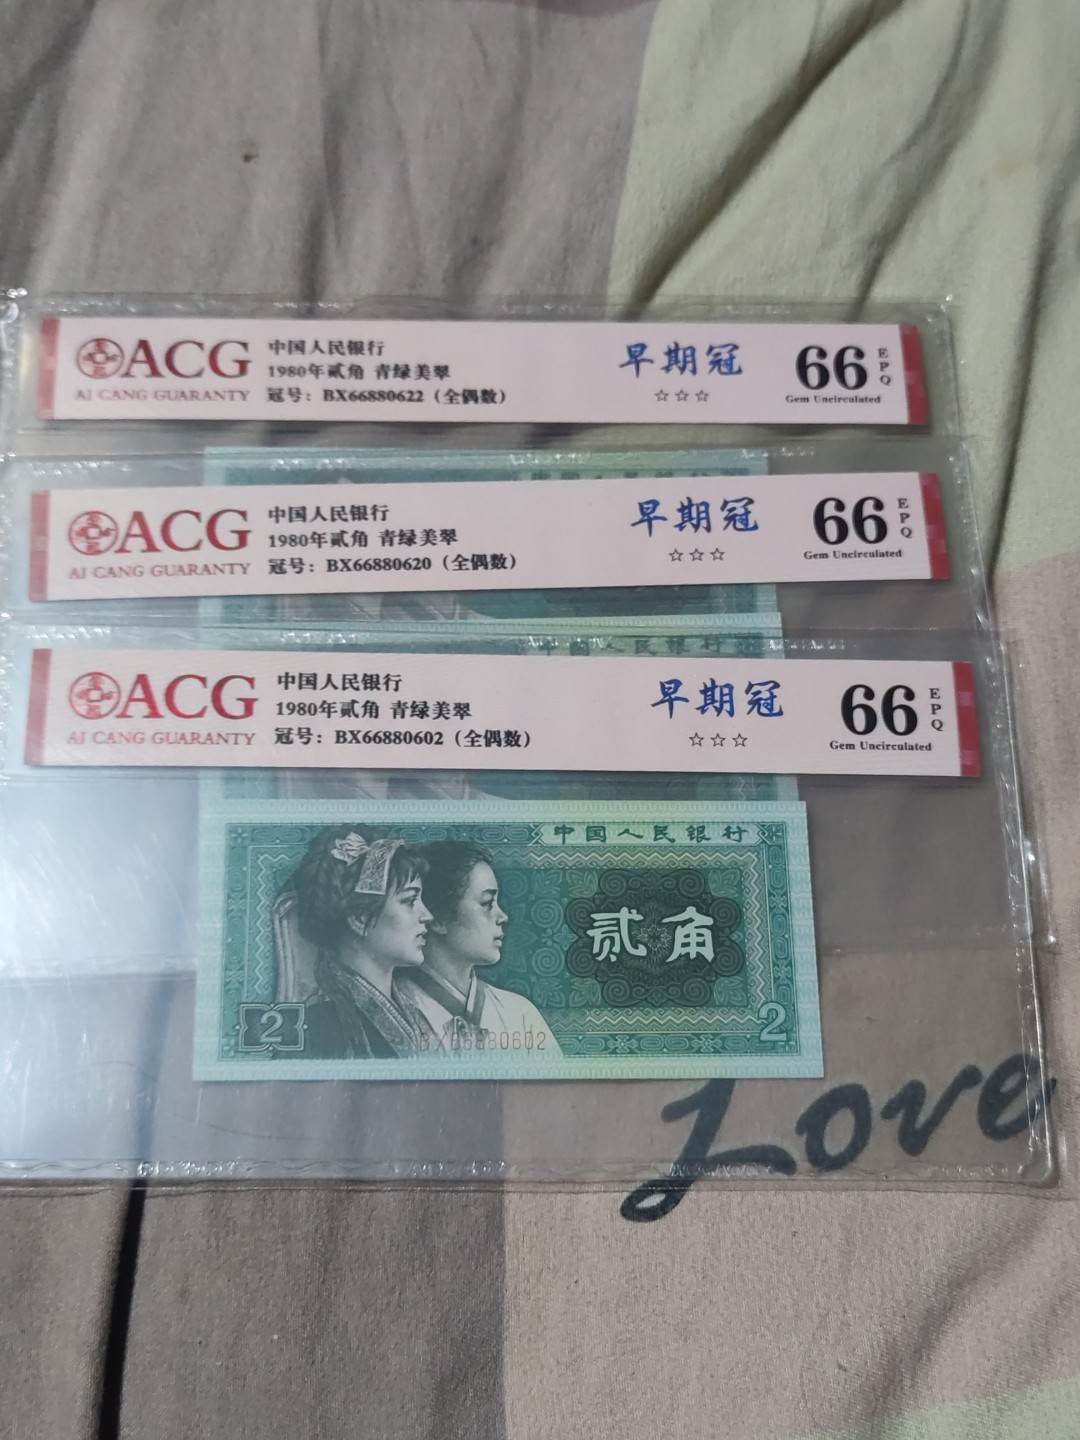 ACG
AI CANG GUARANTY
中国人民银行
1980年贰角 青绿美翠
冠号：BX66880622（全偶数）
早期冠
☆☆☆
66
EPQ
Gem Uncirculated
ACG
AI CANG GUARANTY
中国人民银行
1980年贰角 青绿美翠
冠号：BX66880620（全偶数）
早期冠
☆☆☆
66
EPQ
Gem Uncirculated
中国人民银行
ACG
AI CANG GUARANTY
中国人民银行
1980年贰角 青绿美翠
冠号：BX66880602（全偶数）
早期冠
☆☆☆
66
EPQ
Gem Uncirculated
中国人民银行
贰角
2
BX66880602
2
Love